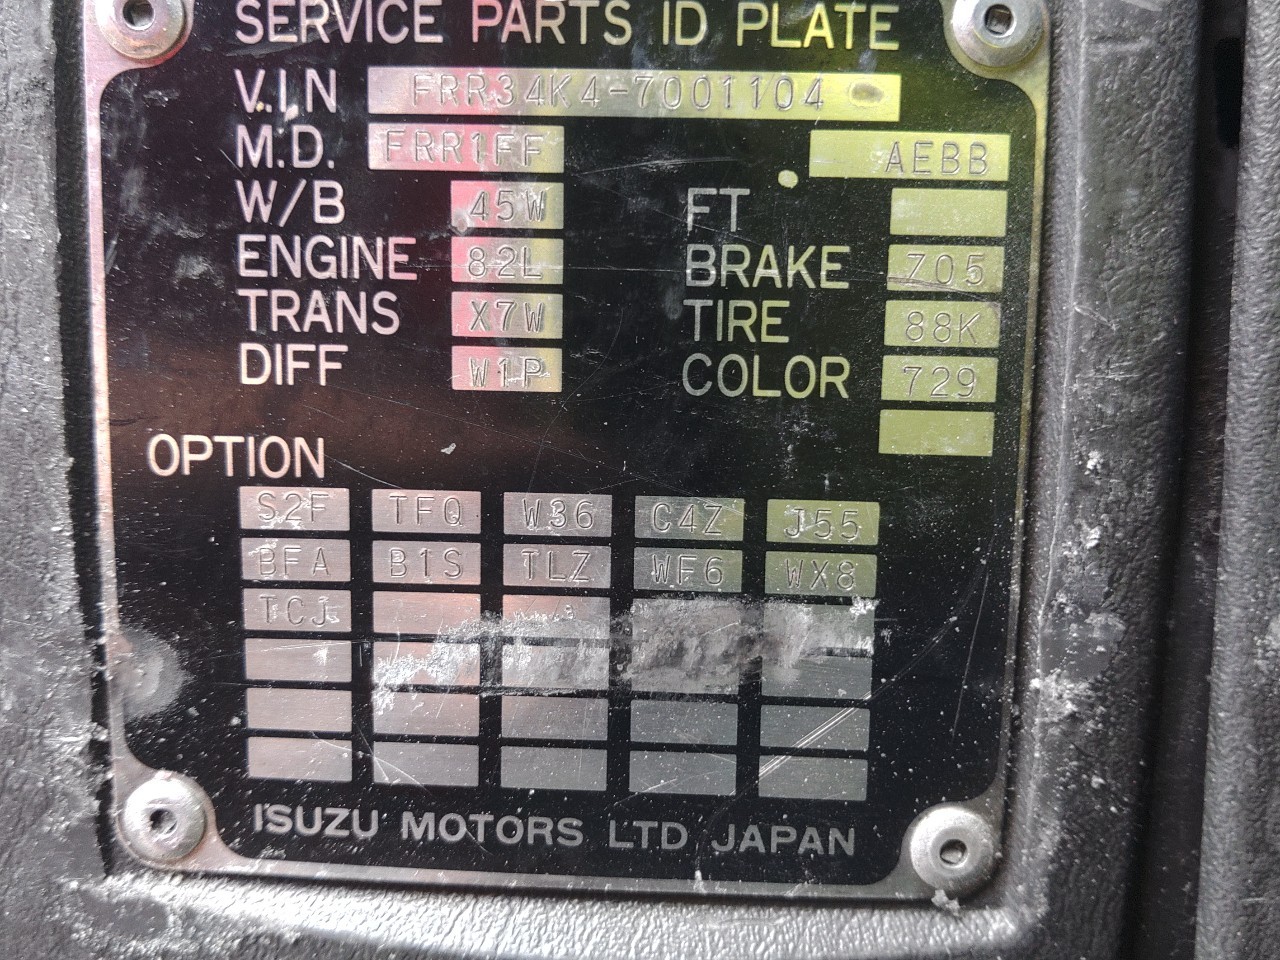 SERVICE PARTS ID PLATE
V.I.N FRR34K4-7001104
M.D. FRR1FF AEBB
W/B 45W FT
ENGINE 82L BRAKE Z05
TRANS X7W TIRE 88K
DIFF W1P COLOR 729
OPTION
S2F TFQ W36 C4Z J55
BFA B1S TLZ WF6 WX8
TCJ
ISUZU MOTORS LTD JAPAN